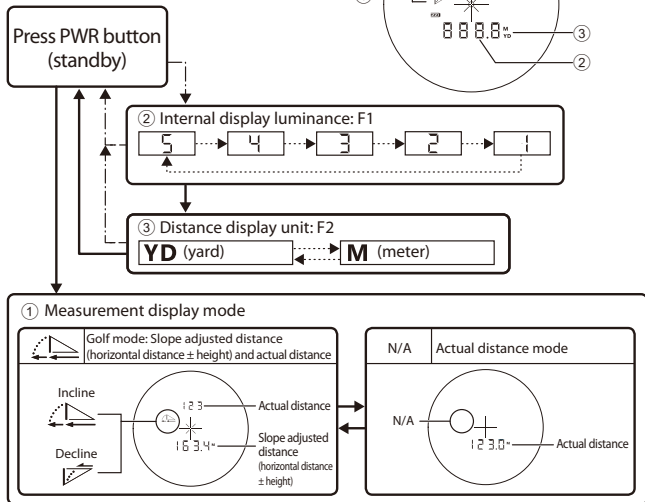 ①
888.8 M YD
③
②
Press PWR button
(standby)
② Internal display luminance: F1
5 4 3 2 1
③ Distance display unit: F2
YD (yard) M (meter)
① Measurement display mode
Golf mode: Slope adjusted distance
(horizontal distance ± height) and actual distance
Incline
Decline
123
163.4
Actual distance
Slope adjusted
distance
(horizontal distance
± height)
N/A Actual distance mode
N/A
123.0
Actual distance